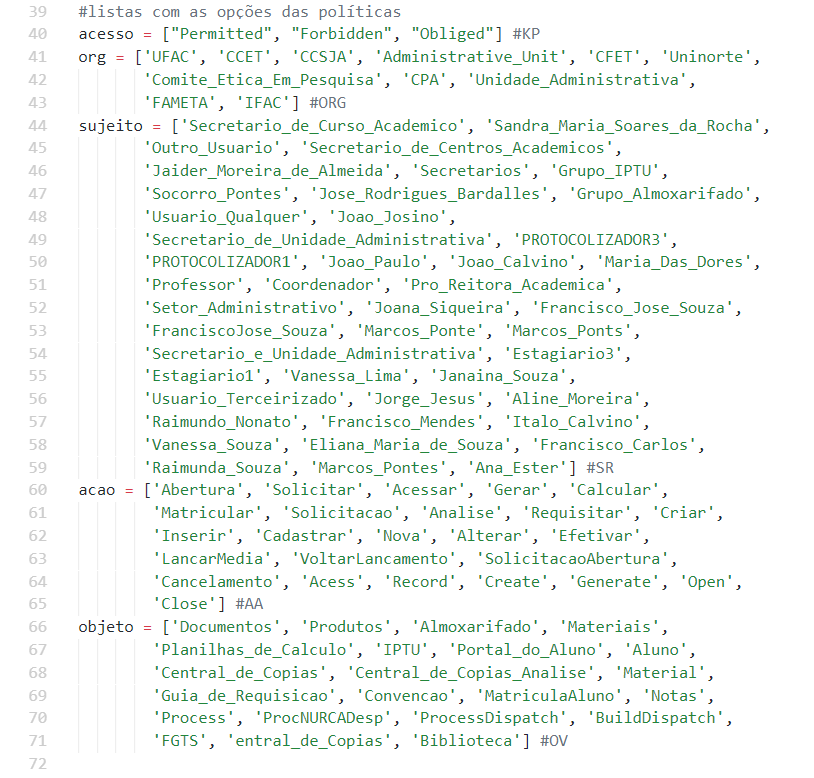 39 #listas com as opções das políticas
40 acesso = ["Permitted", "Forbidden", "Obliged"] #KP
41 org = ['UFAC', 'CCET', 'CCSJA', 'Administrative_Unit', 'CFET', 'Uninorte',
42 'Comite_Etica_Em_Pesquisa', 'CPA', 'Unidade_Administrativa',
43 'FAMETA', 'IFAC'] #ORG
44 sujeito = ['Secretario_de_Curso_Academico', 'Sandra_Maria_Soares_da_Rocha',
45 'Outro_Usuario', 'Secretario_de_Centros_Academicos',
46 'Jaider_Moreira_de_Almeida', 'Secretarios', 'Grupo_IPTU',
47 'Socorro_Pontes', 'Jose_Rodrigues_Bardalles', 'Grupo_Almoxarifado',
48 'Usuario_Qualquer', 'Joao_Josino',
49 'Secretario_de_Unidade_Administrativa', 'PROTOCOLIZADOR3',
50 'PROTOCOLIZADOR1', 'Joao_Paulo', 'Joao_Calvino', 'Maria_Das_Dores',
51 'Professor', 'Coordenador', 'Pro_Reitora_Academica',
52 'Setor_Administrativo', 'Joana_Siqueira', 'Francisco_Jose_Souza',
53 'FranciscoJose_Souza', 'Marcos_Ponte', 'Marcos_Ponts',
54 'Secretario_e_Unidade_Administrativa', 'Estagiario3',
55 'Estagiario1', 'Vanessa_Lima', 'Janaina_Souza',
56 'Usuario_Terceirizado', 'Jorge_Jesus', 'Aline_Moreira',
57 'Raimundo_Nonato', 'Francisco_Mendes', 'Italo_Calvino',
58 'Vanessa_Souza', 'Eliana_Maria_de_Souza', 'Francisco_Carlos',
59 'Raimunda_Souza', 'Marcos_Pontes', 'Ana_Ester'] #SR
60 acao = ['Abertura', 'Solicitar', 'Acessar', 'Gerar', 'Calcular',
61 'Matricular', 'Solicitacao', 'Analise', 'Requisitar', 'Criar',
62 'Inserir', 'Cadastrar', 'Nova', 'Alterar', 'Efetivar',
63 'LancarMedia', 'VoltarLancamento', 'SolicitacaoAbertura',
64 'Cancelamento', 'Acess', 'Record', 'Create', 'Generate', 'Open',
65 'Close'] #AA
66 objeto = ['Documentos', 'Produtos', 'Almoxarifado', 'Materiais',
67 'Planilhas_de_Calculo', 'IPTU', 'Portal_do_Aluno', 'Aluno',
68 'Central_de_Copias', 'Central_de_Copias_Analise', 'Material',
69 'Guia_de_Requisicao', 'Convencao', 'MatriculaAluno', 'Notas',
70 'Process', 'ProcNURCADesp', 'ProcessDispatch', 'BuildDispatch',
71 'FGTS', 'entral_de_Copias', 'Biblioteca'] #OV
72